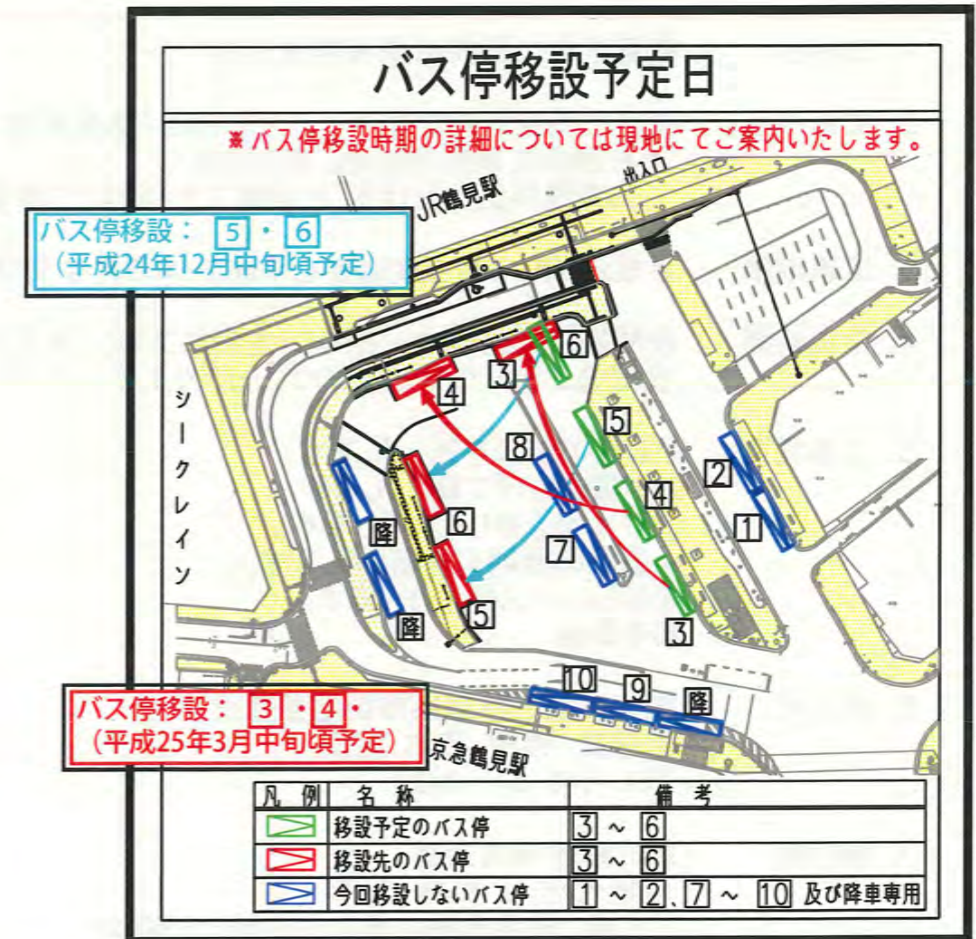 バス停移設予定日
※バス停移設時期の詳細については現地にてご案内いたします。
JR鶴見駅
出入口
バス停移設： 5 ・ 6
（平成24年12月中旬頃予定）
シークレイン
6
3
4
5
8
2
4
1
6
7
降
5
降
3
10
9
降
バス停移設： 3 ・ 4 ・
（平成25年3月中旬頃予定）
京急鶴見駅
凡 例 名 称 備 考
移設予定のバス停 3 ～ 6
移設先のバス停 3 ～ 6
今回移設しないバス停 1 ～ 2、7 ～ 10 及び降車専用